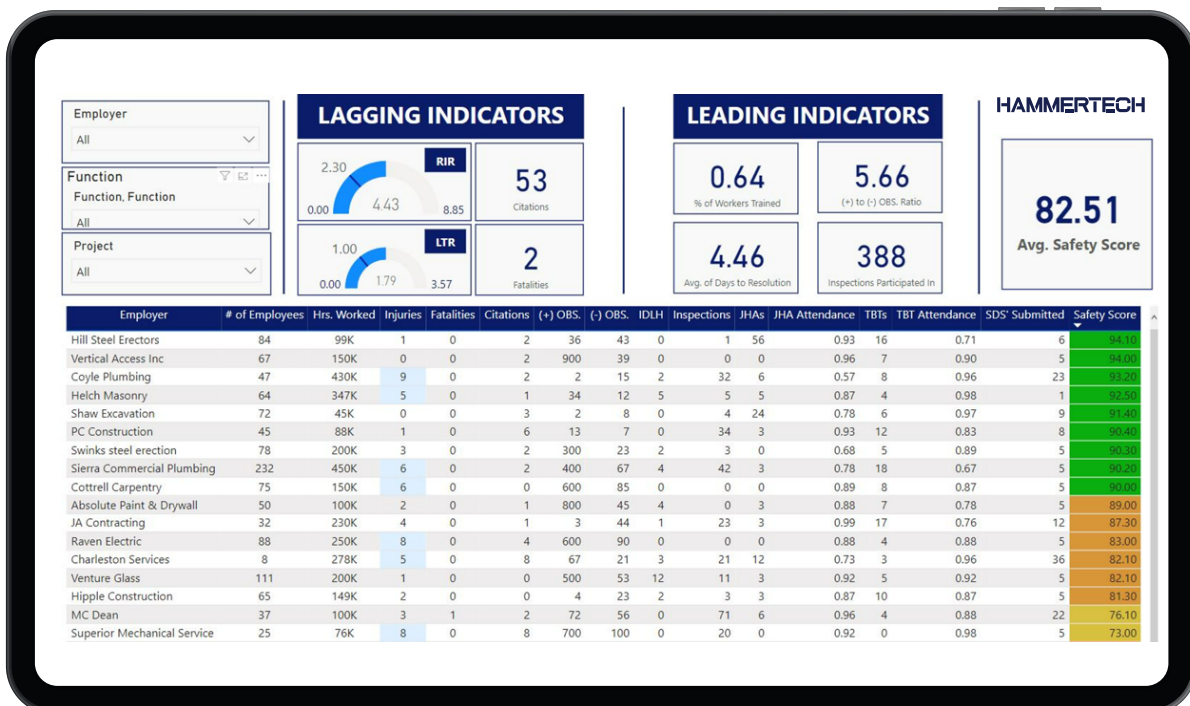 HAMMERTECH
Employer
All
Function
Function, Function
All
Project
All
LAGGING INDICATORS
RIR
2.30
0.00 4.43 8.85
53
Citations
LTR
1.00
0.00 1.79 3.57
2
Fatalities
LEADING INDICATORS
0.64
% of Workers Trained
5.66
(+) to (-) OBS. Ratio
4.46
Avg. of Days to Resolution
388
Inspections Participated In
82.51
Avg. Safety Score
Employer # of Employees Hrs. Worked Injuries Fatalities Citations (+) OBS. (-) OBS. IDLH Inspections JHAs JHA Attendance TBTs TBT Attendance SDS' Submitted Safety Score
Hill Steel Erectors 84 99K 1 0 2 36 43 0 1 56 0.93 16 0.71 6 94.10
Vertical Access Inc 67 150K 0 0 2 900 39 0 0 0 0.96 7 0.90 5 94.00
Coyle Plumbing 47 430K 9 0 2 2 15 2 32 6 0.57 8 0.96 23 93.20
Helch Masonry 64 347K 5 0 1 34 12 5 5 5 0.87 4 0.98 1 92.50
Shaw Excavation 72 45K 0 0 3 2 8 0 4 24 0.78 6 0.97 9 91.40
PC Construction 45 88K 1 0 6 13 7 0 34 3 0.93 12 0.83 8 90.40
Swinks steel erection 78 200K 3 0 2 300 23 2 3 0 0.68 5 0.89 5 90.30
Sierra Commercial Plumbing 232 450K 6 0 2 400 67 4 42 3 0.78 18 0.67 5 90.20
Cottrell Carpentry 75 150K 6 0 0 600 85 0 0 0 0.89 8 0.87 5 90.00
Absolute Paint & Drywall 50 100K 2 0 1 800 45 4 0 3 0.88 7 0.78 5 89.00
JA Contracting 32 230K 4 0 1 3 44 1 23 3 0.99 17 0.76 12 87.30
Raven Electric 88 250K 8 0 4 600 90 0 0 0 0.88 4 0.88 5 83.00
Charleston Services 8 278K 5 0 8 67 21 3 21 12 0.73 3 0.96 36 82.10
Venture Glass 111 200K 1 0 0 500 53 12 11 3 0.92 5 0.92 5 82.10
Hipple Construction 65 149K 2 0 0 4 23 2 3 3 0.87 10 0.87 5 81.30
MC Dean 37 100K 3 1 2 72 56 0 71 6 0.96 4 0.88 22 76.10
Superior Mechanical Service 25 76K 8 0 8 700 100 0 20 0 0.92 0 0.98 5 73.00